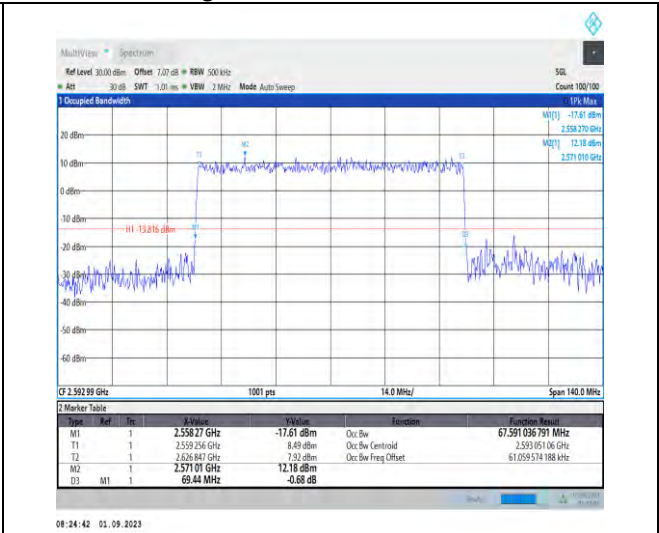 MultiView Spectrum
Ref Level 30.00 dBm Offset 7.07 dB RBW 500 kHz SGL
Att 30 dB SWT 1.01 ms VBW 2 MHz Mode Auto Sweep Count 100/100
1 Occupied Bandwidth 1Pk Max
M1[1] -17.61 dBm
2.558 270 GHz
20 dBm
M2[1] 12.18 dBm
2.571 010 GHz
M2
10 dBm
0 dBm
-10 dBm
H1 -13.816 dBm
-20 dBm
-30 dBm
-40 dBm
-50 dBm
-60 dBm
CF 2.592 99 GHz 1001 pts 14.0 MHz/ Span 140.0 MHz
2 Marker Table
Type Ref Trc X-Value Y-Value Function Function Result
M1 1 2.558 27 GHz -17.61 dBm Occ Bw 67.591 036 791 MHz
T1 1 2.559 256 GHz 8.49 dBm Occ Bw Centroid 2.593 051 06 GHz
T2 1 2.626 847 GHz 7.92 dBm Occ Bw Freq Offset 61.059 574 188 kHz
M2 1 2.571 01 GHz 12.18 dBm
D3 M1 1 69.44 MHz -0.68 dB
08:24:42 01.09.2023